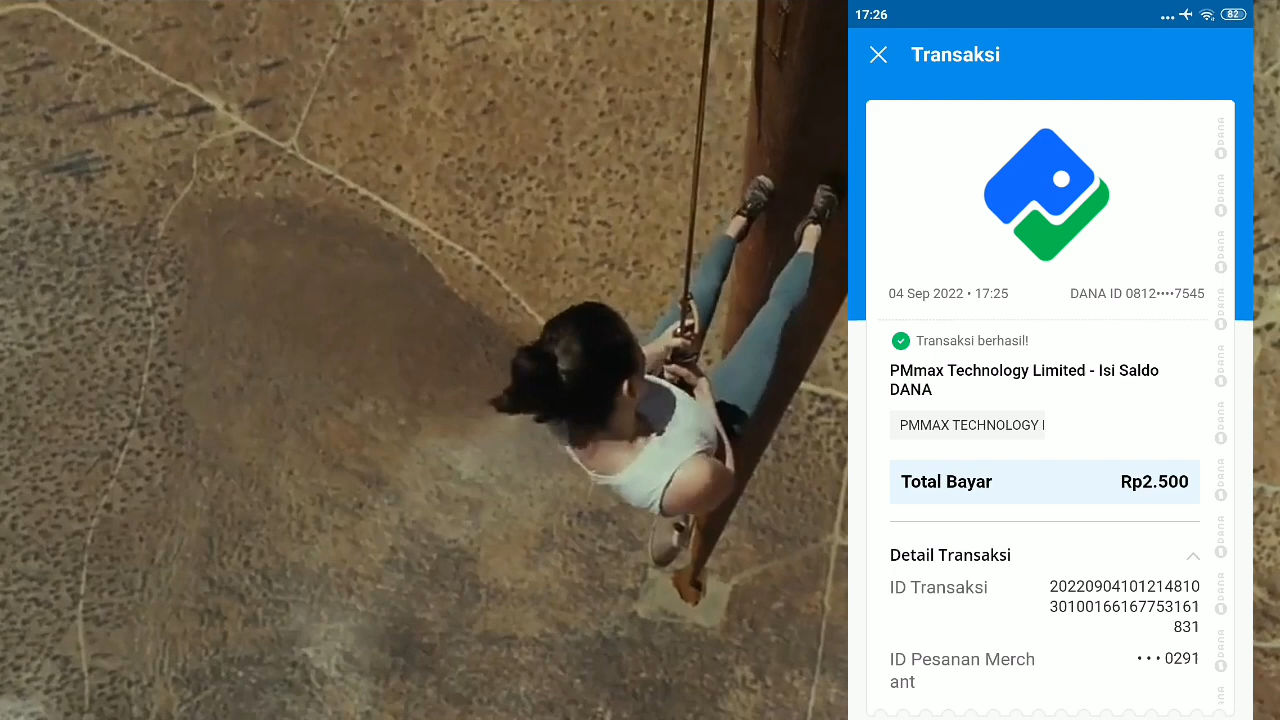 17:26
82
Transaksi
04 Sep 2022 • 17:25
DANA ID 0812••••7545
Transaksi berhasil!
PMmax Technology Limited - Isi Saldo
DANA
PMMAX TECHNOLOGY
Total Bayar
Rp2.500
Detail Transaksi
ID Transaksi
20220904101214810
30100166167753161
831
ID Pesanan Merch
ant
• • • 0291